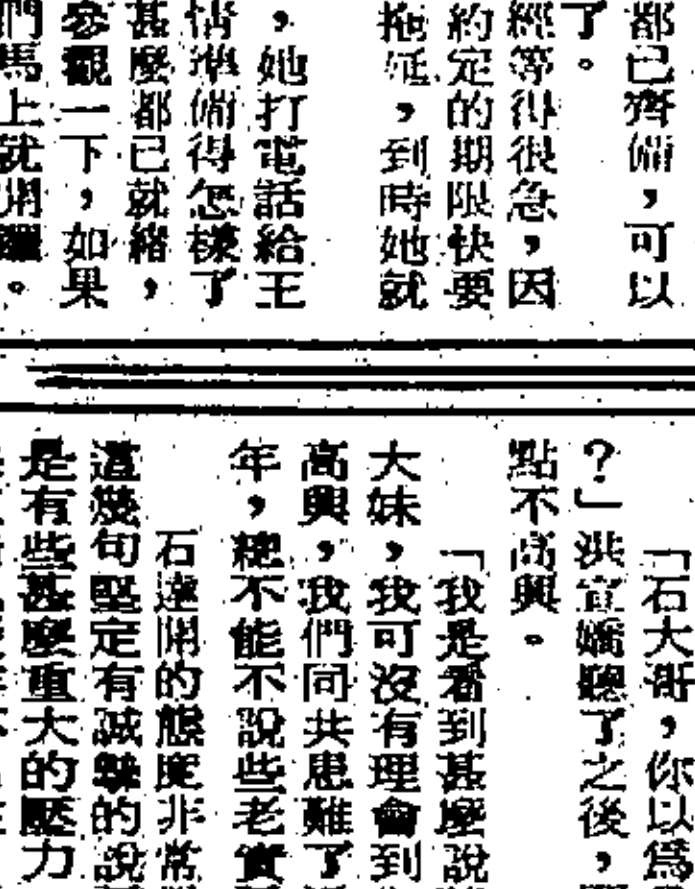 都已齊備，可以
了。
經等得很急，因
約定的期限快要
拖延，到時她就
，她打電話給王
情準備得怎樣了
甚麼都已就緒，
參觀一下，如果
們馬上就開鑼。
「石大哥，你以爲
？」洪宣嬌聽了之後，
點不高興。
「我是看到甚麼說
大妹，我可沒有理會到
高興，我們同共患難了
年，總不能不說些老實
石達開的態度非常
這幾句堅定有誠摯的說
是有些甚麼重大的壓力